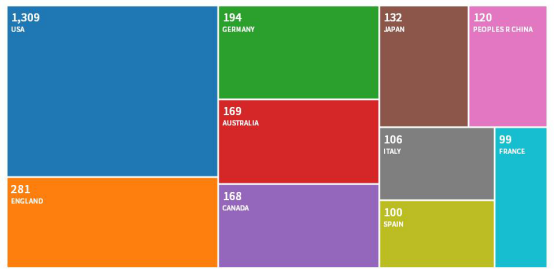 1,309
USA
281
ENGLAND
194
GERMANY
169
AUSTRALIA
168
CANADA
132
JAPAN
120
PEOPLES R CHINA
106
ITALY
100
SPAIN
99
FRANCE